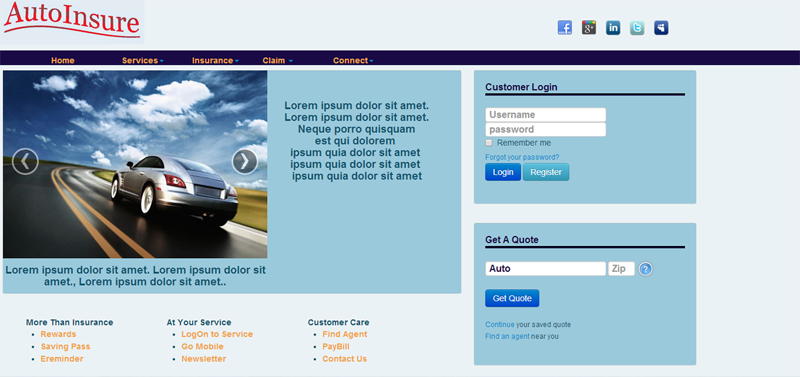 AutoInsure
Home Services Insurance Claim Connect
Lorem ipsum dolor sit amet.
Lorem ipsum dolor sit amet.
Neque porro quisquam
est qui dolorem
ipsum quia dolor sit amet
ipsum quia dolor sit amet
ipsum quia dolor sit amet
Lorem ipsum dolor sit amet. Lorem ipsum dolor sit
amet., Lorem ipsum dolor sit amet..
Customer Login
Username
password
Remember me
Forgot your password?
Login Register
Get A Quote
Auto Zip ?
Get Quote
Continue your saved quote
Find an agent near you
More Than Insurance
Rewards
Saving Pass
Ereminder
At Your Service
LogOn to Service
Go Mobile
Newsletter
Customer Care
Find Agent
PayBill
Contact Us